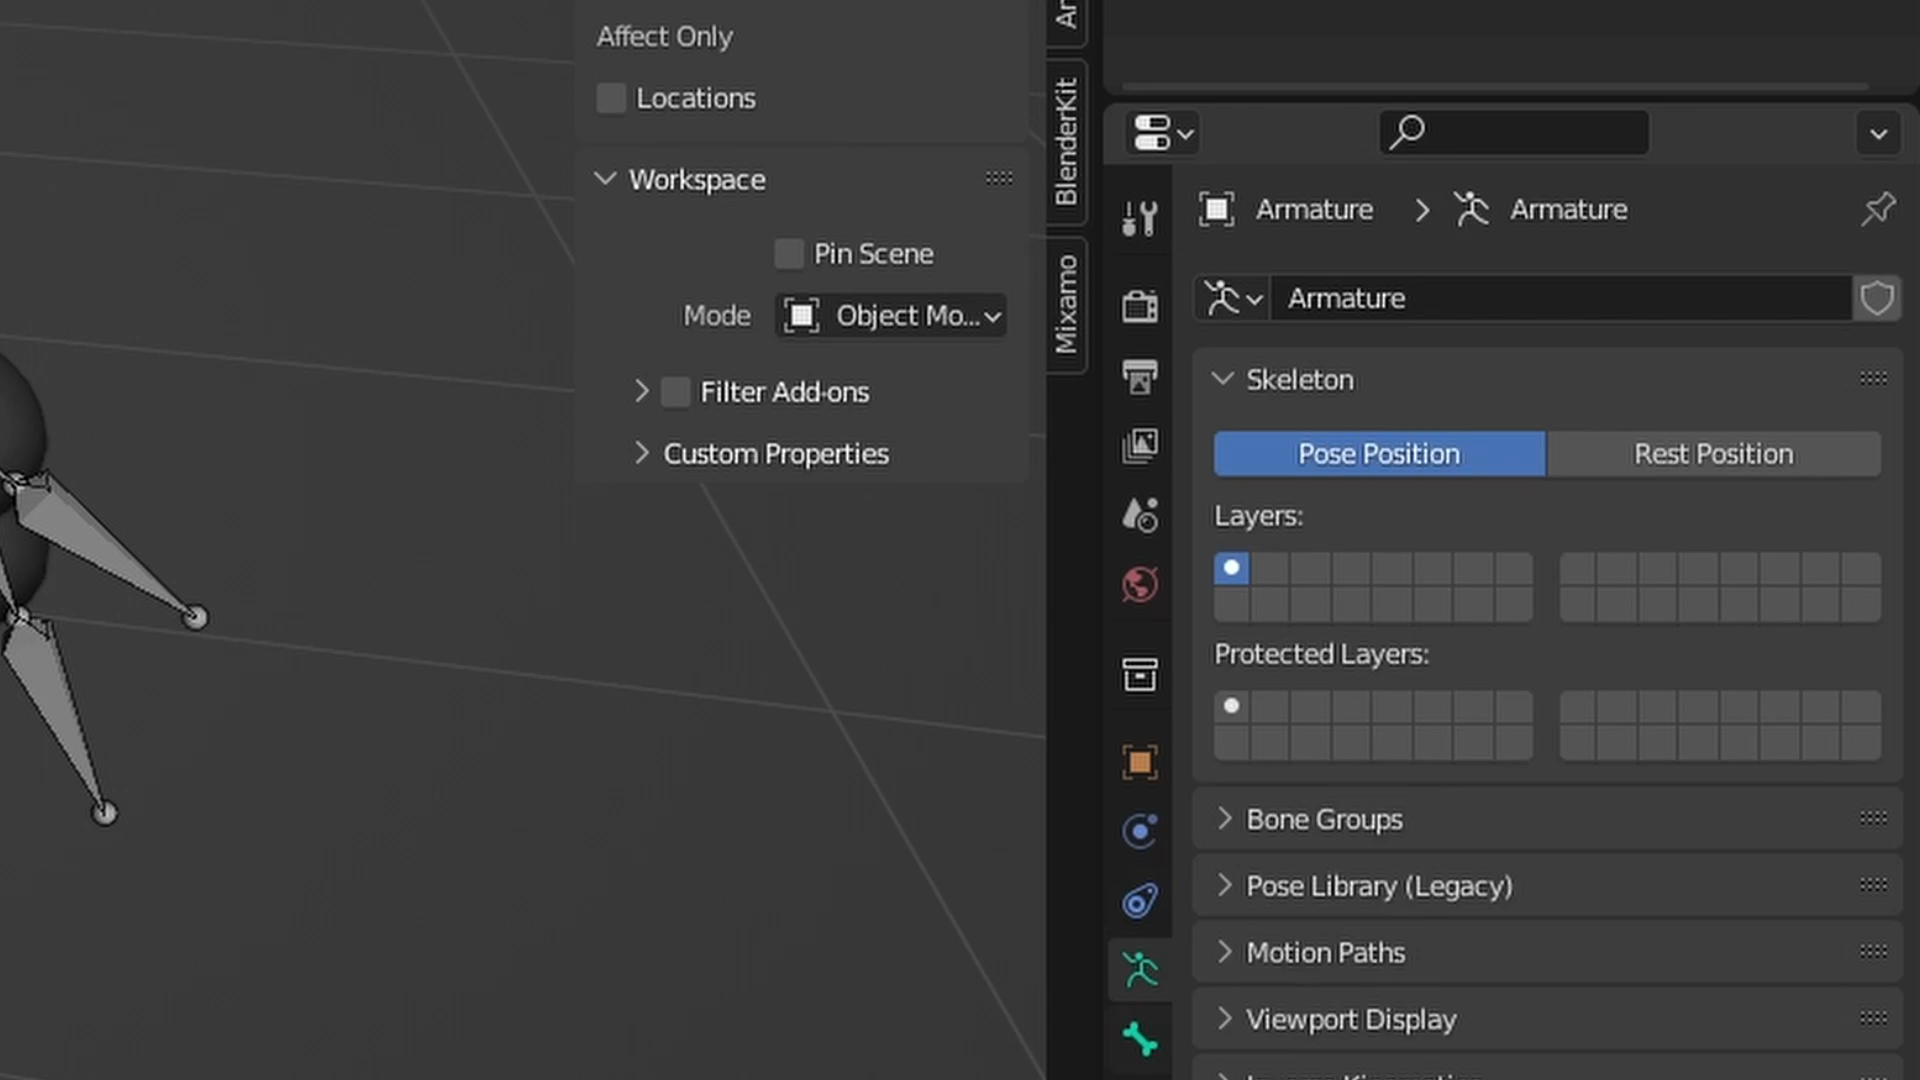 Affect Only
Locations
Workspace
Pin Scene
Mode
Object Mo...
Filter Add-ons
Custom Properties
BlenderKit
Mixamo
Armature
Armature
Armature
Skeleton
Pose Position
Rest Position
Layers:
Protected Layers:
Bone Groups
Pose Library (Legacy)
Motion Paths
Viewport Display